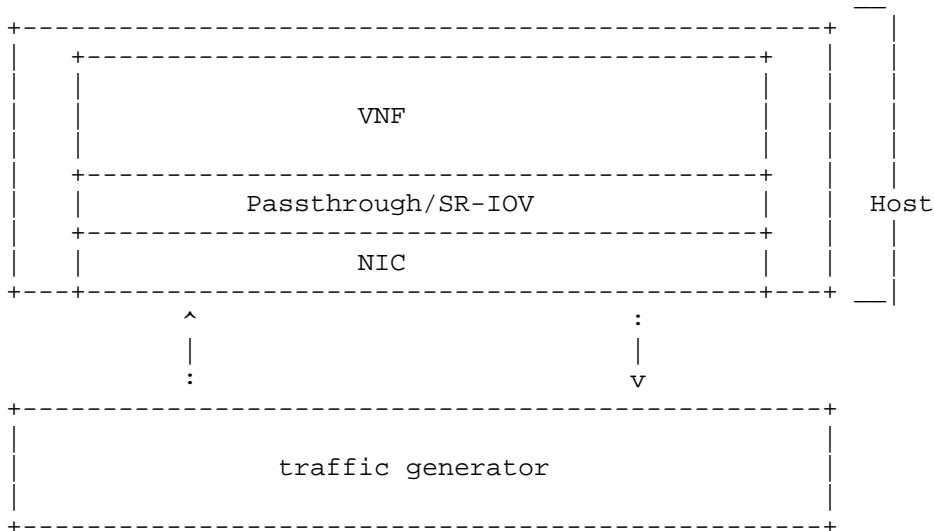 VNF
Passthrough/SR-IOV
Host
NIC
traffic generator